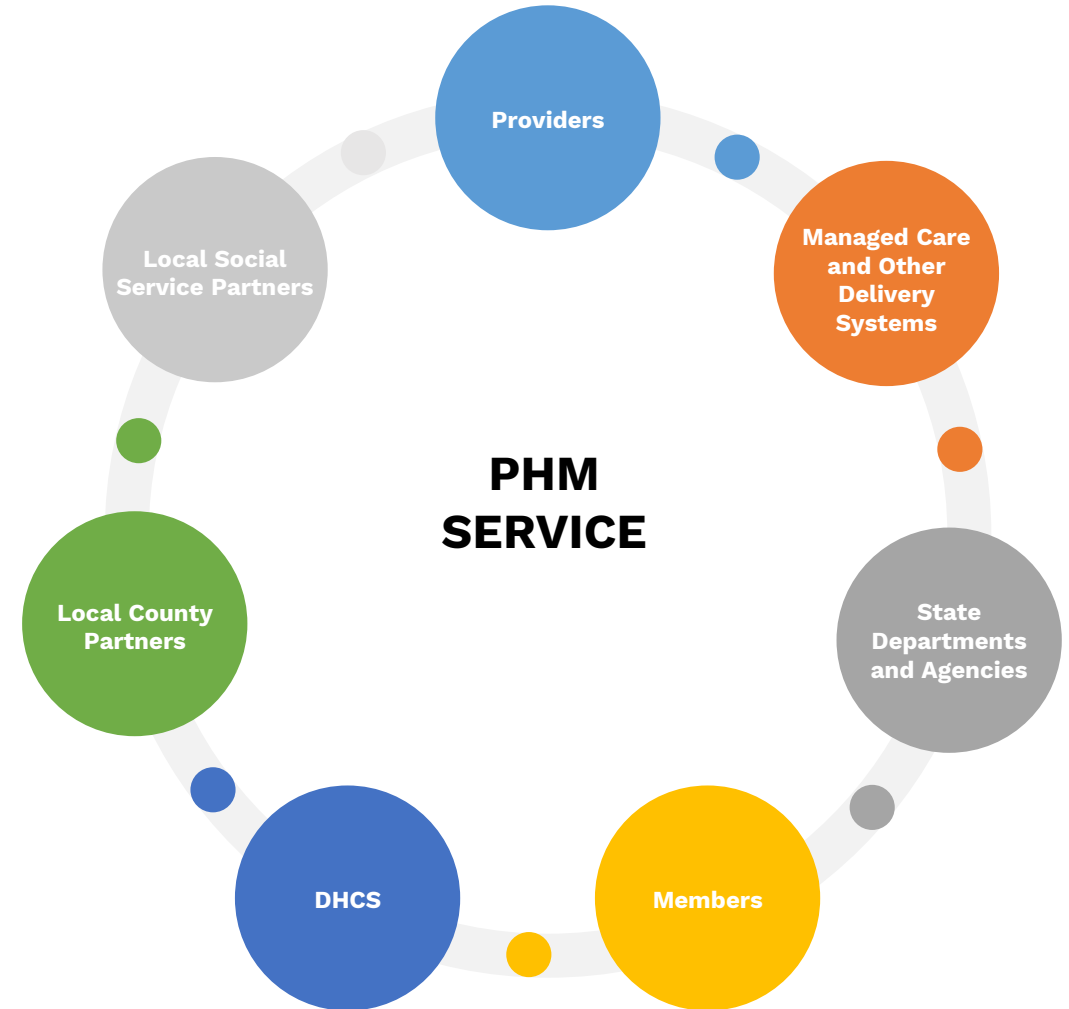 Providers
Managed Care
and Other
Delivery
Systems
State
Departments
and Agencies
Members
DHCS
Local County
Partners
Local Social
Service Partners
PHM
SERVICE